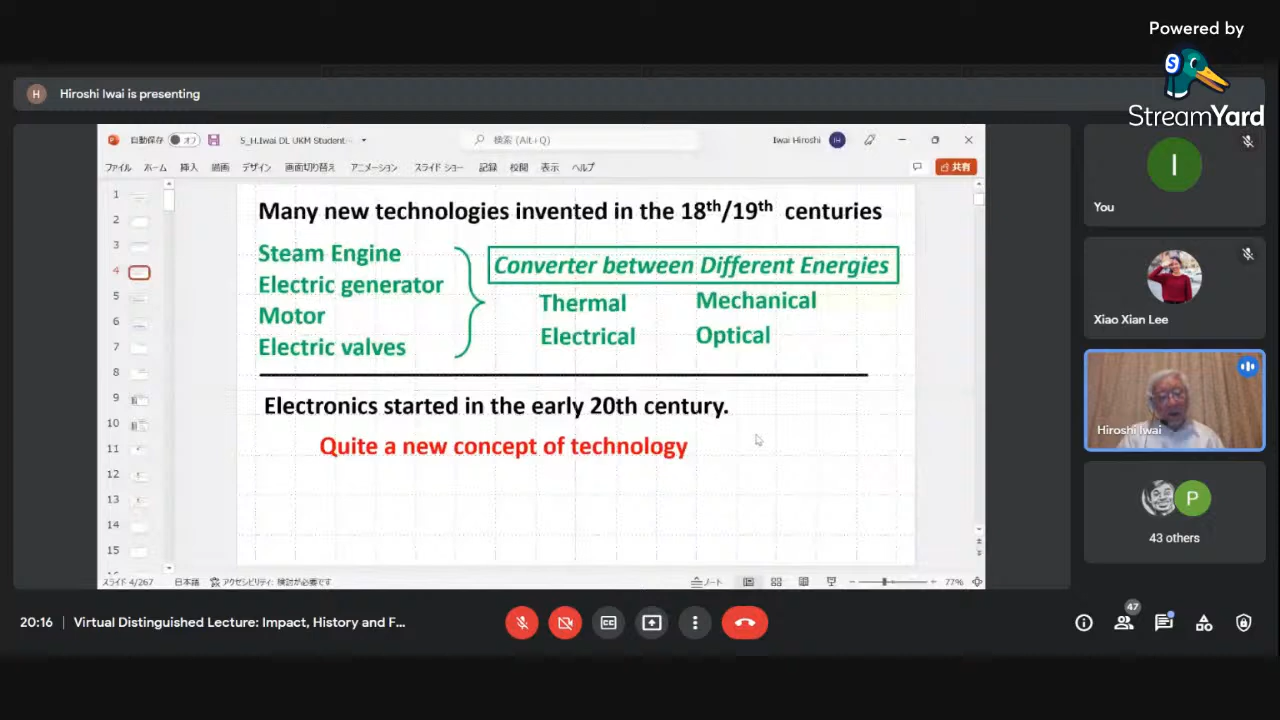 Powered by
StreamYard
H
Hiroshi Iwai is presenting
自動保存 オフ
S_H.Iwai DL UKM Student...
検索 (Alt+Q)
Iwai Hiroshi
ファイル ホーム 挿入 描画 デザイン 画面切り替え アニメーション スライド ショー 記録 校閲 表示 ヘルプ
共有
1
2
3
4
5
6
7
8
9
10
11
12
13
14
15
Many new technologies invented in the 18th/19th centuries
Steam Engine
Electric generator
Motor
Electric valves
Converter between Different Energies
Thermal Mechanical
Electrical Optical
Electronics started in the early 20th century.
Quite a new concept of technology
スライド 4/267 日本語 アクセシビリティ: 検討が必要です
ノート
77%
I
You
Xiao Xian Lee
Hiroshi Iwai
P
43 others
20:16 | Virtual Distinguished Lecture: Impact, History and F...
CC
47